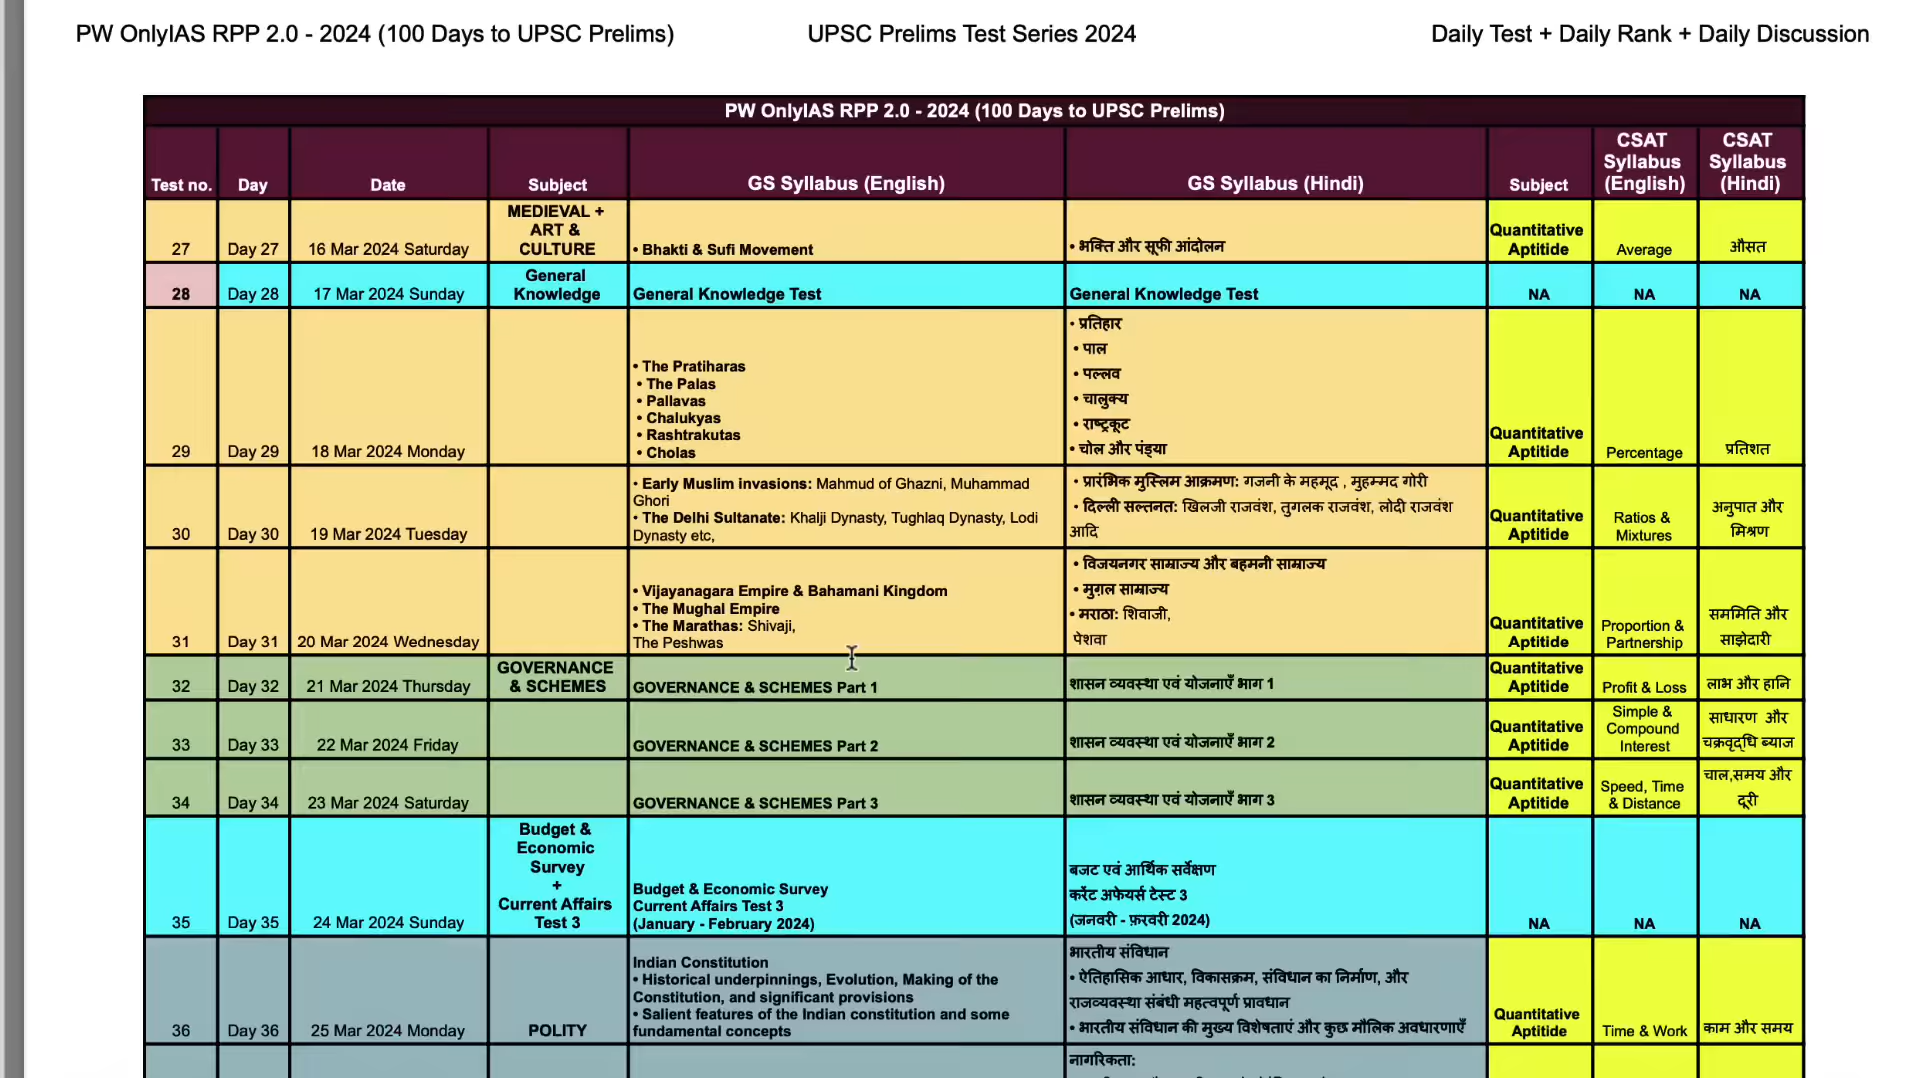 PW OnlyIAS RPP 2.0 - 2024 (100 Days to UPSC Prelims) UPSC Prelims Test Series 2024 Daily Test + Daily Rank + Daily Discussion
PW OnlyIAS RPP 2.0 - 2024 (100 Days to UPSC Prelims)
Test no. Day Date Subject GS Syllabus (English) GS Syllabus (Hindi) Subject
CSAT
Syllabus
(English)
CSAT
Syllabus
(Hindi)
27 Day 27 16 Mar 2024 Saturday
MEDIEVAL +
ART &
CULTURE
• Bhakti & Sufi Movement
• भक्ति और सूफी आंदोलन
Quantitative
Aptitide
Average
औसत
28 Day 28 17 Mar 2024 Sunday
General
Knowledge
General Knowledge Test
General Knowledge Test
NA NA NA
29 Day 29 18 Mar 2024 Monday
• The Pratiharas
• The Palas
• Pallavas
• Chalukyas
• Rashtrakutas
• Cholas
• प्रतिहार
• पाल
• पल्लव
• चालुक्य
• राष्ट्रकूट
• चोल और पंड्या
Quantitative
Aptitide
Percentage
प्रतिशत
30 Day 30 19 Mar 2024 Tuesday
• Early Muslim invasions: Mahmud of Ghazni, Muhammad
Ghori
• The Delhi Sultanate: Khalji Dynasty, Tughlaq Dynasty, Lodi
Dynasty etc,
• प्रारंभिक मुस्लिम आक्रमण: गजनी के महमूद , मुहम्मद गोरी
• दिल्ली सल्तनत: खिलजी राजवंश, तुगलक राजवंश, लोदी राजवंश
आदि
Quantitative
Aptitide
Ratios &
Mixtures
अनुपात और
मिश्रण
31 Day 31 20 Mar 2024 Wednesday
• Vijayanagara Empire & Bahamani Kingdom
• The Mughal Empire
• The Marathas: Shivaji,
The Peshwas
• विजयनगर साम्राज्य और बहमनी साम्राज्य
• मुग़ल साम्राज्य
• मराठा: शिवाजी,
पेशवा
Quantitative
Aptitide
Proportion &
Partnership
सममिति और
साझेदारी
32 Day 32 21 Mar 2024 Thursday
GOVERNANCE
& SCHEMES
GOVERNANCE & SCHEMES Part 1
शासन व्यवस्था एवं योजनाएँ भाग 1
Quantitative
Aptitide
Profit & Loss
लाभ और हानि
33 Day 33 22 Mar 2024 Friday
GOVERNANCE & SCHEMES Part 2
शासन व्यवस्था एवं योजनाएँ भाग 2
Quantitative
Aptitide
Simple &
Compound
Interest
साधारण और
चक्रवृद्धि ब्याज
34 Day 34 23 Mar 2024 Saturday
GOVERNANCE & SCHEMES Part 3
शासन व्यवस्था एवं योजनाएँ भाग 3
Quantitative
Aptitide
Speed, Time
& Distance
चाल,समय और
दूरी
35 Day 35 24 Mar 2024 Sunday
Budget &
Economic
Survey
+
Current Affairs
Test 3
Budget & Economic Survey
Current Affairs Test 3
(January - February 2024)
बजट एवं आर्थिक सर्वेक्षण
करेंट अफेयर्स टेस्ट 3
(जनवरी - फ़रवरी 2024)
NA NA NA
36 Day 36 25 Mar 2024 Monday
POLITY
Indian Constitution
• Historical underpinnings, Evolution, Making of the
Constitution, and significant provisions
• Salient features of the Indian constitution and some
fundamental concepts
भारतीय संविधान
• ऐतिहासिक आधार, विकासक्रम, संविधान का निर्माण, और
राजव्यवस्था संबंधी महत्वपूर्ण प्रावधान
• भारतीय संविधान की मुख्य विशेषताएं और कुछ मौलिक अवधारणाएँ
Quantitative
Aptitide
Time & Work
काम और समय
नागरिकता: